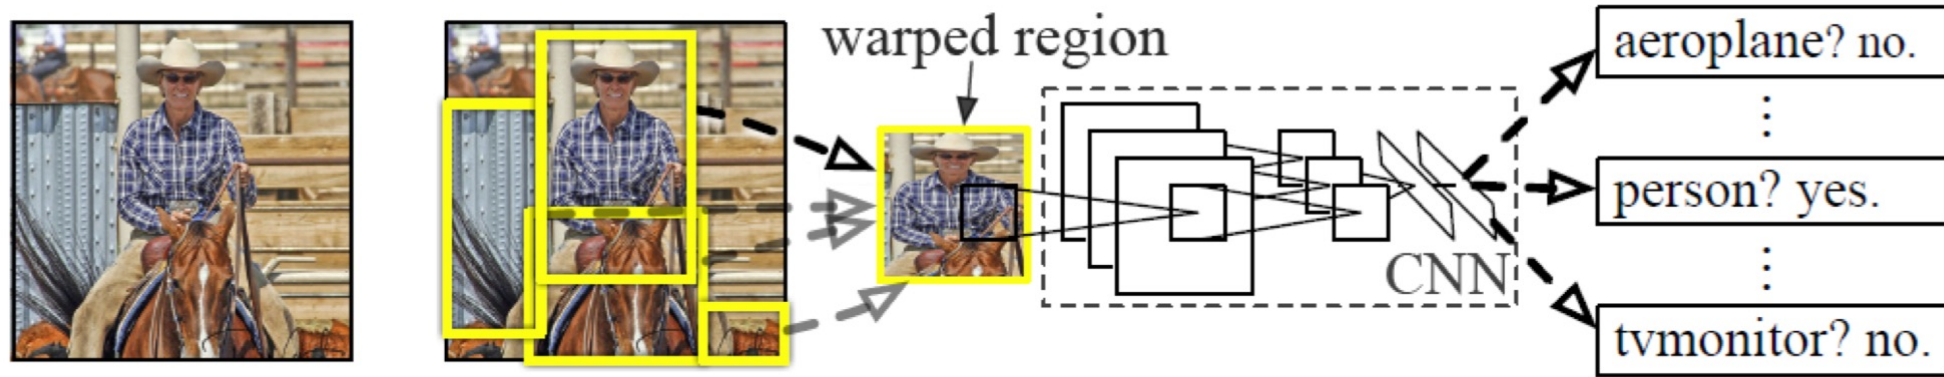 warped region
CNN
aeroplane? no.
⋮
person? yes.
⋮
tvmonitor? no.